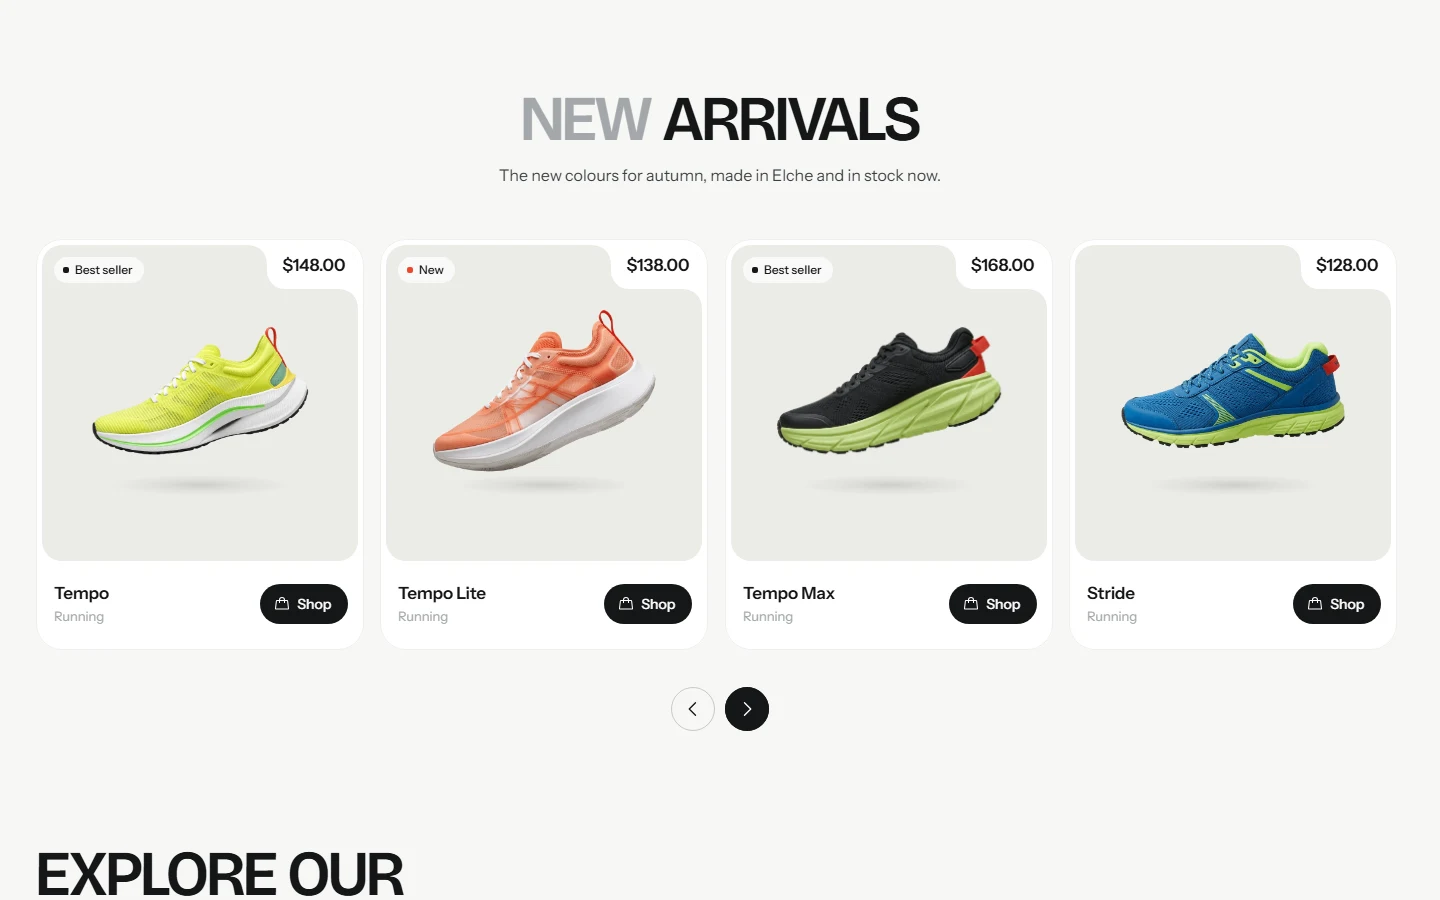 NEW ARRIVALS
The new colours for autumn, made in Elche and in stock now.
Best seller
$148.00
Tempo
Running
Shop
New
$138.00
Tempo Lite
Running
Shop
Best seller
$168.00
Tempo Max
Running
Shop
$128.00
Stride
Running
Shop
EXPLORE OUR